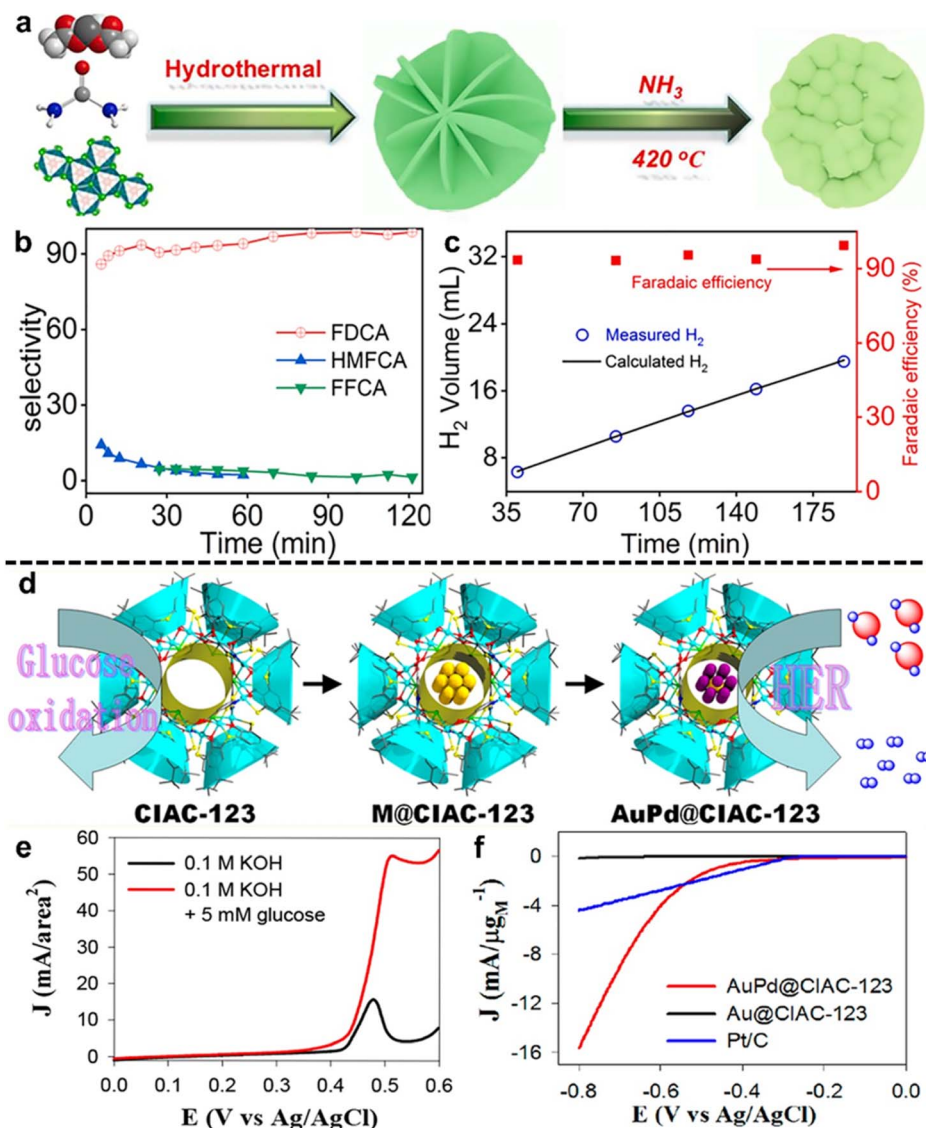 a
Hydrothermal
NH3
420 °C
b
selectivity
90
60
30
0
FDCA
HMFCA
FFCA
0 30 60 90 121
Time (min)
c
H2 Volume (mL)
32
24
16
8
Faradaic efficiency
Measured H2
Calculated H2
90
60
30
0
Faradaic efficiency (%)
35 70 105 140 175
Time (min)
d
Glucose
oxidation
HER
CIAC-123
M@CIAC-123
AuPd@CIAC-123
e
J (mA/area2)
60
50
40
30
20
10
0
0.1 M KOH
0.1 M KOH
+ 5 mM glucose
0.0 0.1 0.2 0.3 0.4 0.5 0.6
E (V vs Ag/AgCl)
f
J (mA/μgM-1)
0
-4
-8
-12
-16
AuPd@CIAC-123
Au@CIAC-123
Pt/C
-0.8 -0.6 -0.4 -0.2 0.0
E (V vs Ag/AgCl)